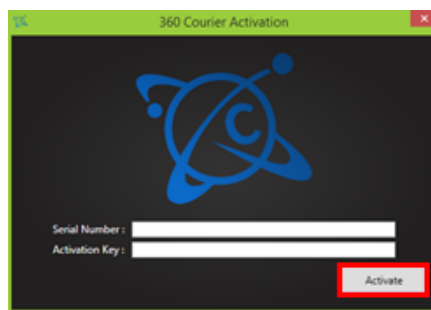 360 Courier Activation
C
Serial Number :
Activation Key :
Activate